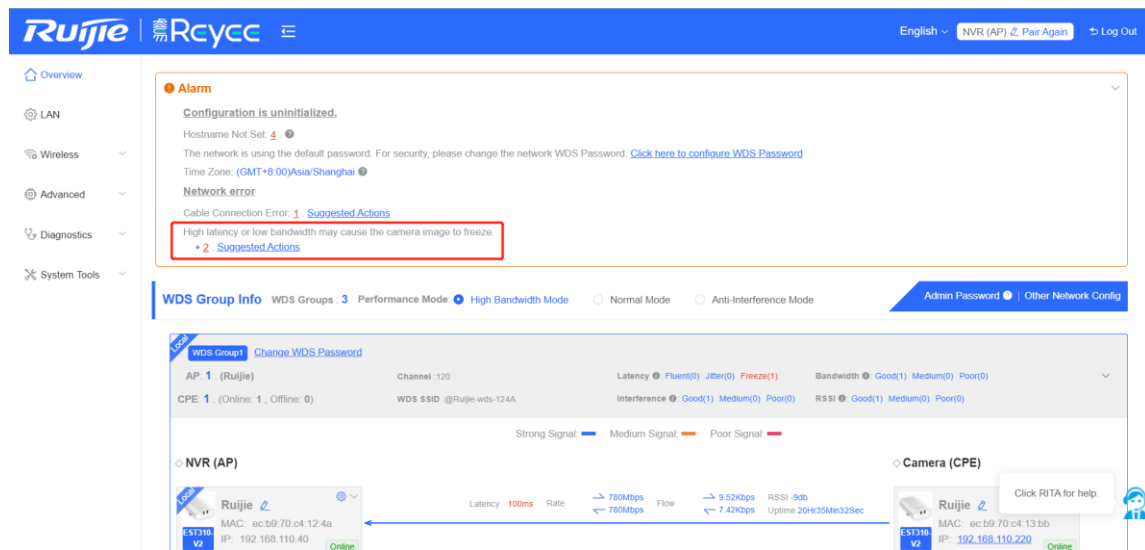 Ruijie 睿易 Reyee English NVR (AP) Pair Again Log Out
Overview
LAN
Wireless
Advanced
Diagnostics
System Tools
Alarm
Configuration is uninitialized.
Hostname Not Set: 4 .
The network is using the default password. For security, please change the network WDS Password. Click here to configure WDS Password
Time Zone: (GMT+8:00)Asia/Shanghai
Network error
Cable Connection Error: 1 . Suggested Actions
High latency or low bandwidth may cause the camera image to freeze.
• 2 . Suggested Actions
WDS Group Info WDS Groups : 3 Performance Mode: High Bandwidth Mode Normal Mode Anti-Interference Mode Admin Password | Other Network Config
Local
WDS Group1 Change WDS Password
AP: 1 . (Ruijie) Channel :120 Latency : Fluent(0) Jitter(0) Freeze(1) Bandwidth : Good(1) Medium(0) Poor(0)
CPE: 1 . (Online: 1 , Offline: 0) WDS SSID :@Ruijie-wds-124A Interference : Good(1) Medium(0) Poor(0) RSSI : Good(1) Medium(0) Poor(0)
Strong Signal: Medium Signal: Poor Signal:
NVR (AP) Camera (CPE)
Local
Ruijie Latency 100ms Rate 780Mbps Flow 9.52Kbps RSSI -9db Ruijie Click RITA for help.
780Mbps 7.42Kbps Uptime 20Hr35Min32Sec
MAC: ec:b9:70:c4:12:4a MAC: ec:b9:70:c4:13:bb
EST310-V2 IP: 192.168.110.40 EST310-V2 IP: 192.168.110.220
Online Online